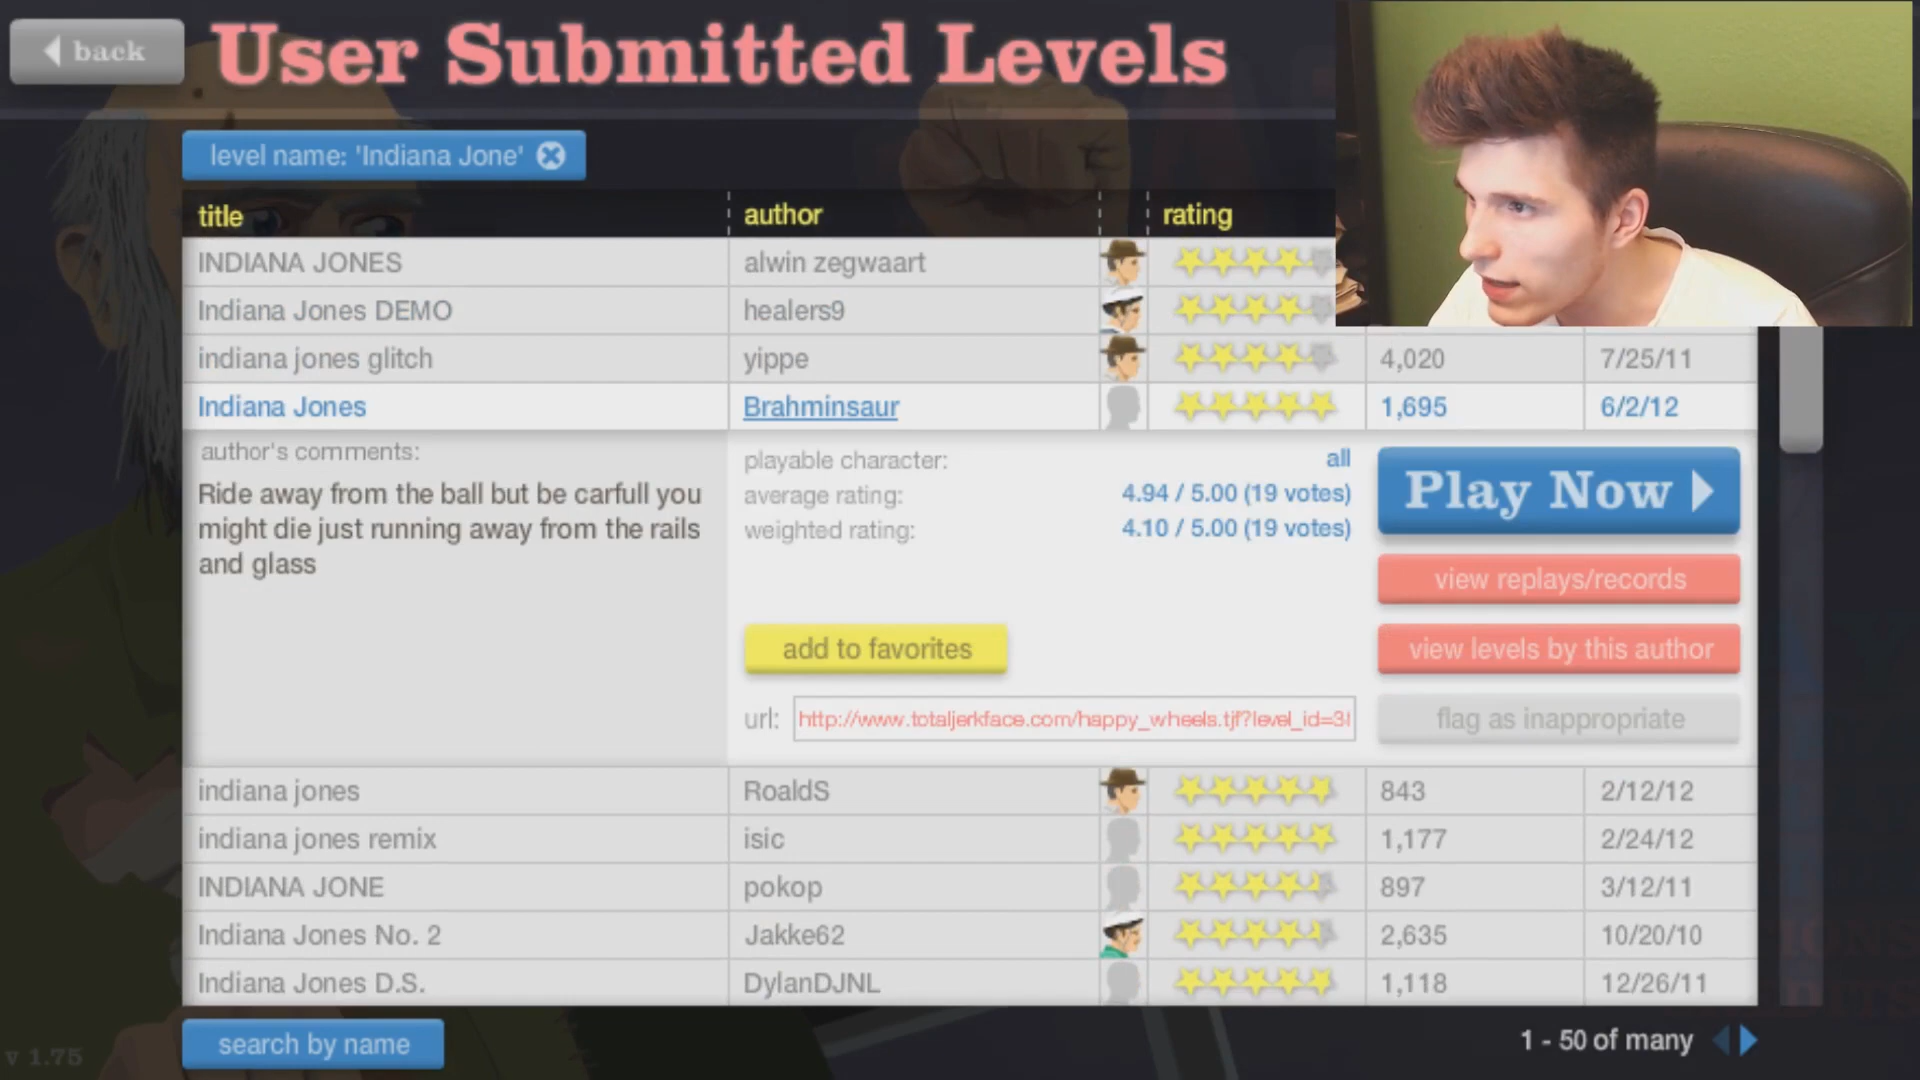 back
User Submitted Levels
level name: 'Indiana Jone'
title author rating
INDIANA JONES alwin zegwaart
Indiana Jones DEMO healers9
indiana jones glitch yippe 4,020 7/25/11
Indiana Jones Brahminsaur 1,695 6/2/12
author's comments:
Ride away from the ball but be carfull you
might die just running away from the rails
and glass
playable character: all
average rating: 4.94 / 5.00 (19 votes)
weighted rating: 4.10 / 5.00 (19 votes)
Play Now
view replays/records
add to favorites
view levels by this author
url: http://www.totaljerkface.com/happy_wheels.tjf?level_id=3
flag as inappropriate
indiana jones RoaldS 843 2/12/12
indiana jones remix isic 1,177 2/24/12
INDIANA JONE pokop 897 3/12/11
Indiana Jones No. 2 Jakke62 2,635 10/20/10
Indiana Jones D.S. DylanDJNL 1,118 12/26/11
search by name
1 - 50 of many
v 1.75